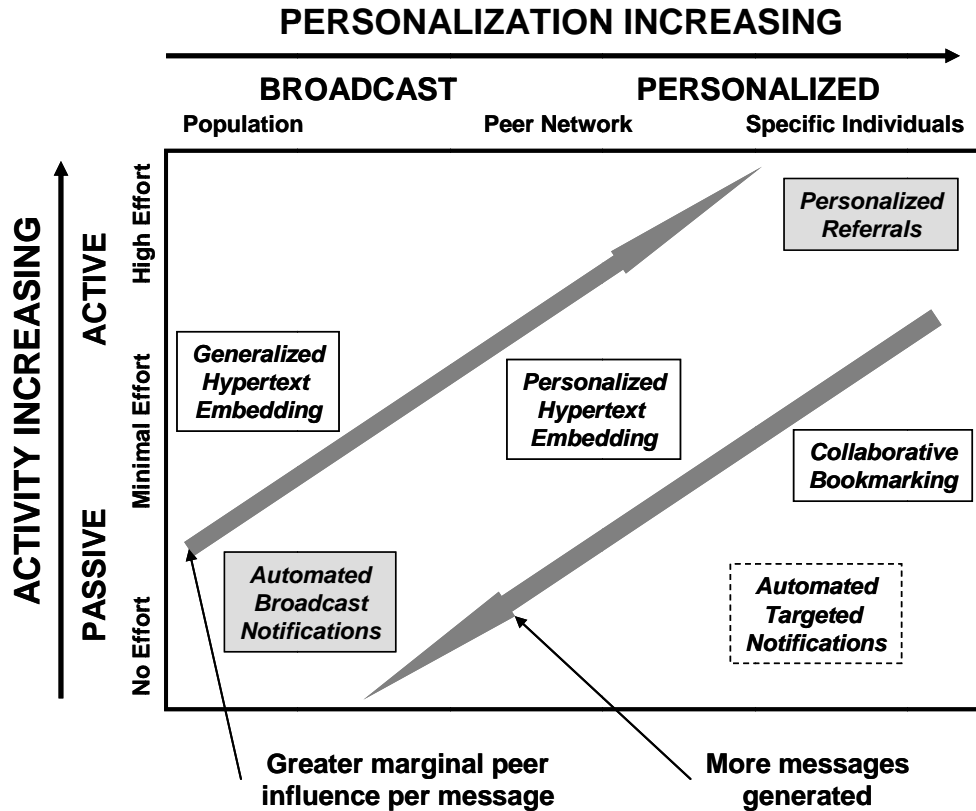 PERSONALIZATION INCREASING
BROADCAST
PERSONALIZED
Population
Peer Network
Specific Individuals
ACTIVITY INCREASING
ACTIVE
PASSIVE
High Effort
Minimal Effort
No Effort
Personalized
Referrals
Generalized
Hypertext
Embedding
Personalized
Hypertext
Embedding
Collaborative
Bookmarking
Automated
Broadcast
Notifications
Automated
Targeted
Notifications
Greater marginal peer
influence per message
More messages
generated